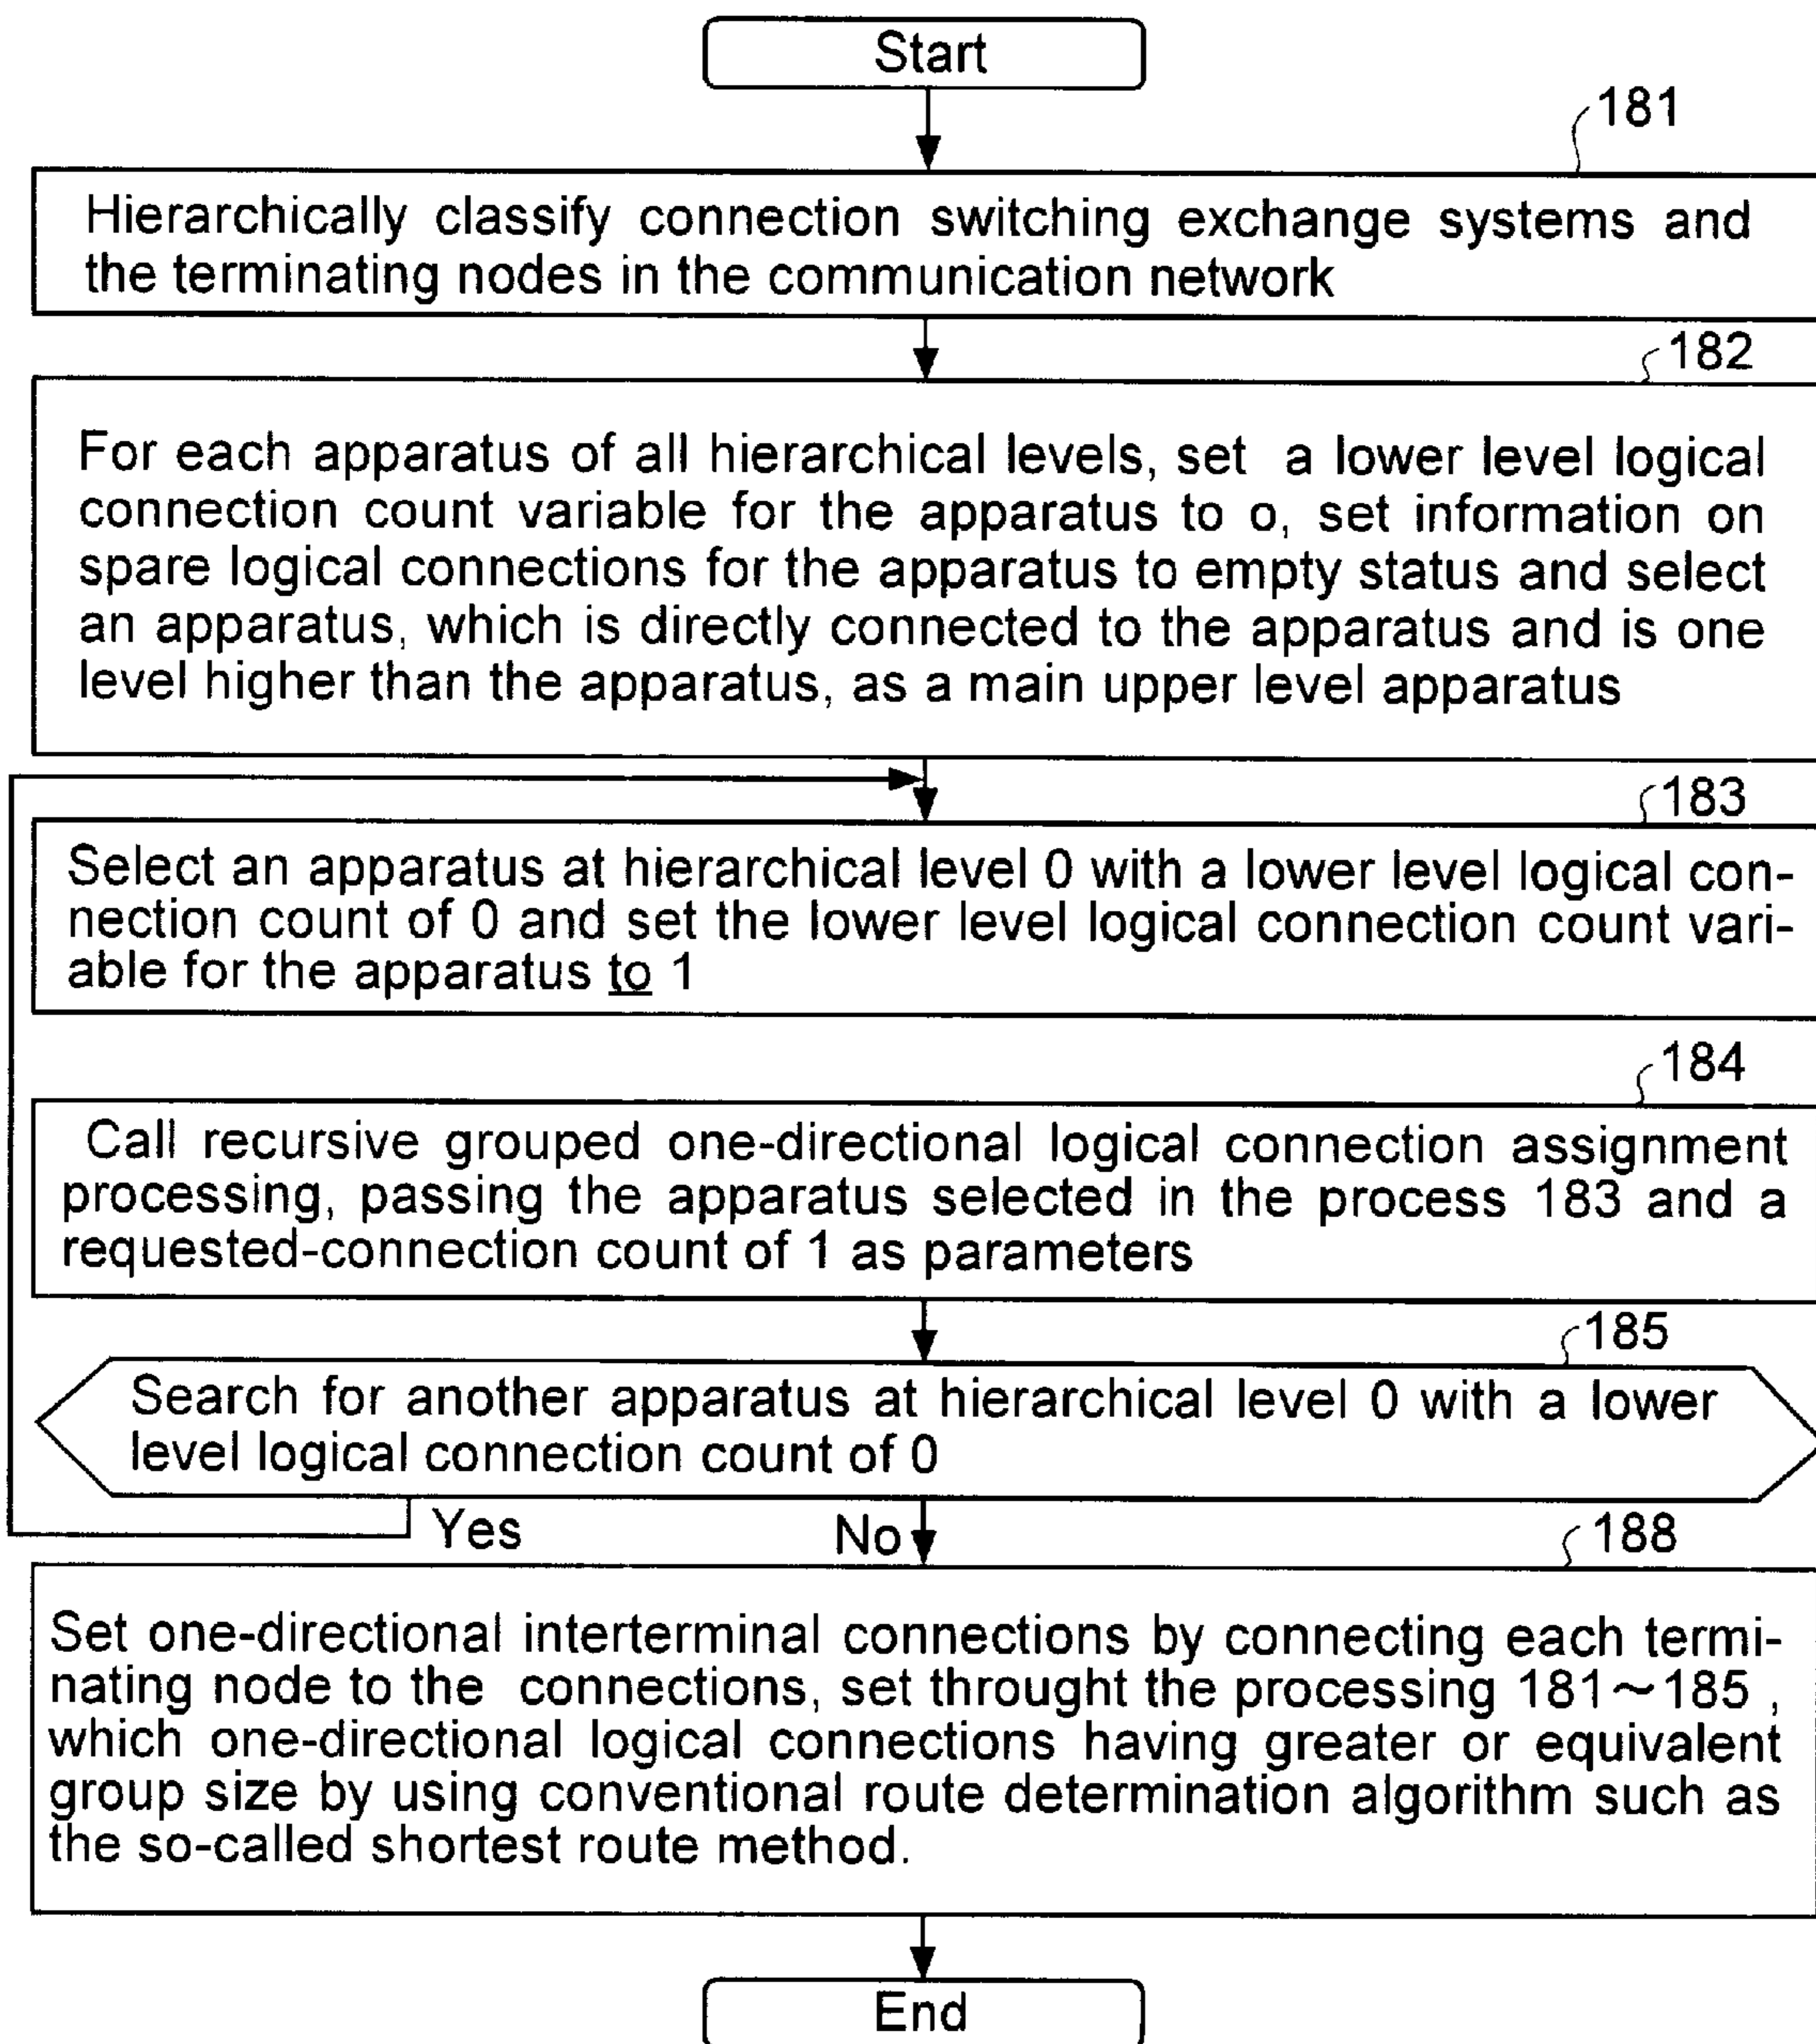 Start
181
Hierarchically classify connection switching exchange systems and
the terminating nodes in the communication network
182
For each apparatus of all hierarchical levels, set a lower level logical
connection count variable for the apparatus to o, set information on
spare logical connections for the apparatus to empty status and select
an apparatus, which is directly connected to the apparatus and is one
level higher than the apparatus, as a main upper level apparatus
183
Select an apparatus at hierarchical level 0 with a lower level logical con-
nection count of 0 and set the lower level logical connection count vari-
able for the apparatus to 1
184
Call recursive grouped one-directional logical connection assignment
processing, passing the apparatus selected in the process 183 and a
requested-connection count of 1 as parameters
185
Search for another apparatus at hierarchical level 0 with a lower
level logical connection count of 0
Yes No 188
Set one-directional interterminal connections by connecting each termi-
nating node to the connections, set throught the processing 181~185 ,
which one-directional logical connections having greater or equivalent
group size by using conventional route determination algorithm such as
the so-called shortest route method.
End